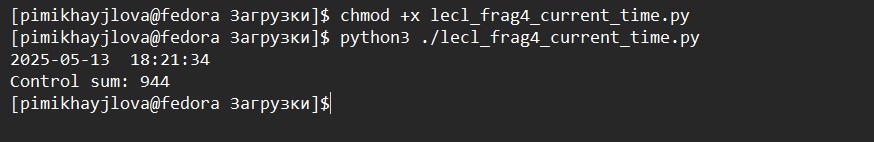 [pimikhayjlova@fedora Загрузки]$ chmod +x lecl_frag4_current_time.py
[pimikhayjlova@fedora Загрузки]$ python3 ./lecl_frag4_current_time.py
2025-05-13  18:21:34
Control sum: 944
[pimikhayjlova@fedora Загрузки]$